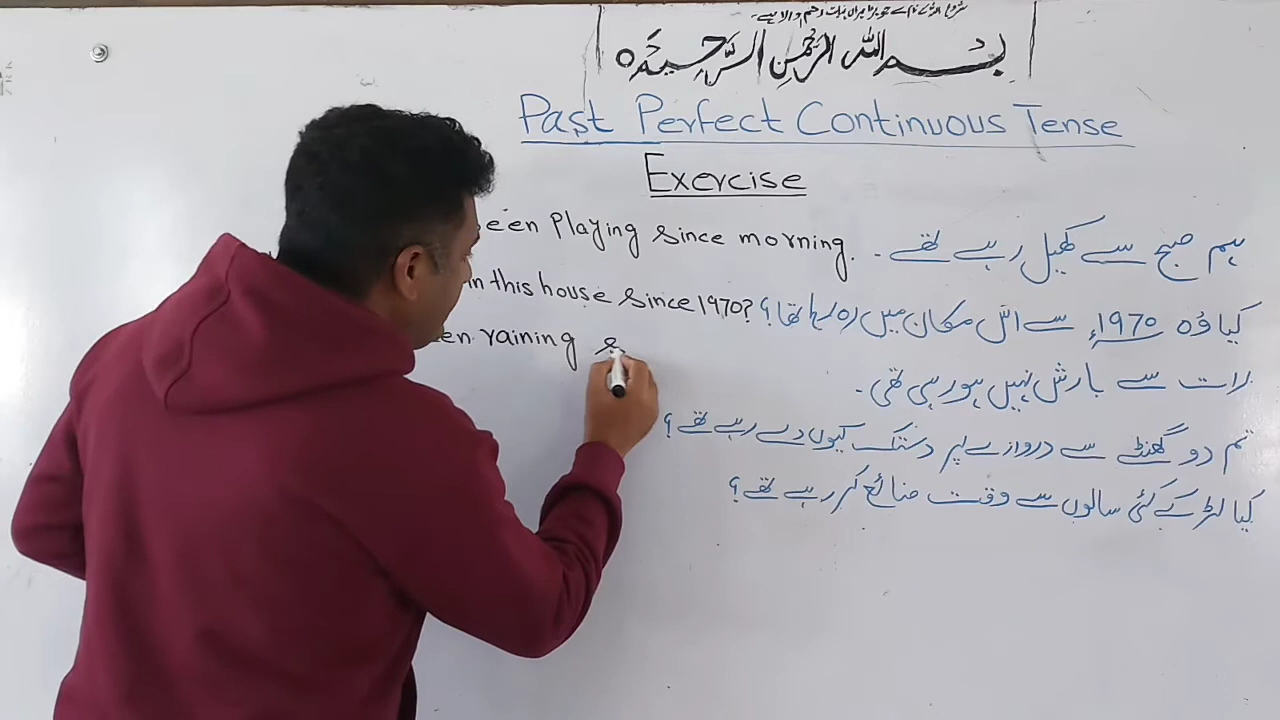 بسم اللہ الرحمن الرحیم
Past Perfect Continuous Tense
Exercise
een Playing since morning. ہم صبح سے کھیل رہے تھے ۔
n this house since 1970? کیا وُہ 1970ء سے اس مکان میں رہ رہا تھا؟
en raining s رات سے بارش نہیں ہو رہی تھی ۔
تم دو گھنٹے سے دروازے پر دستک کیوں دے رہے تھے؟
کیا لڑکے کئی سالوں سے وقت ضائع کر رہے تھے؟